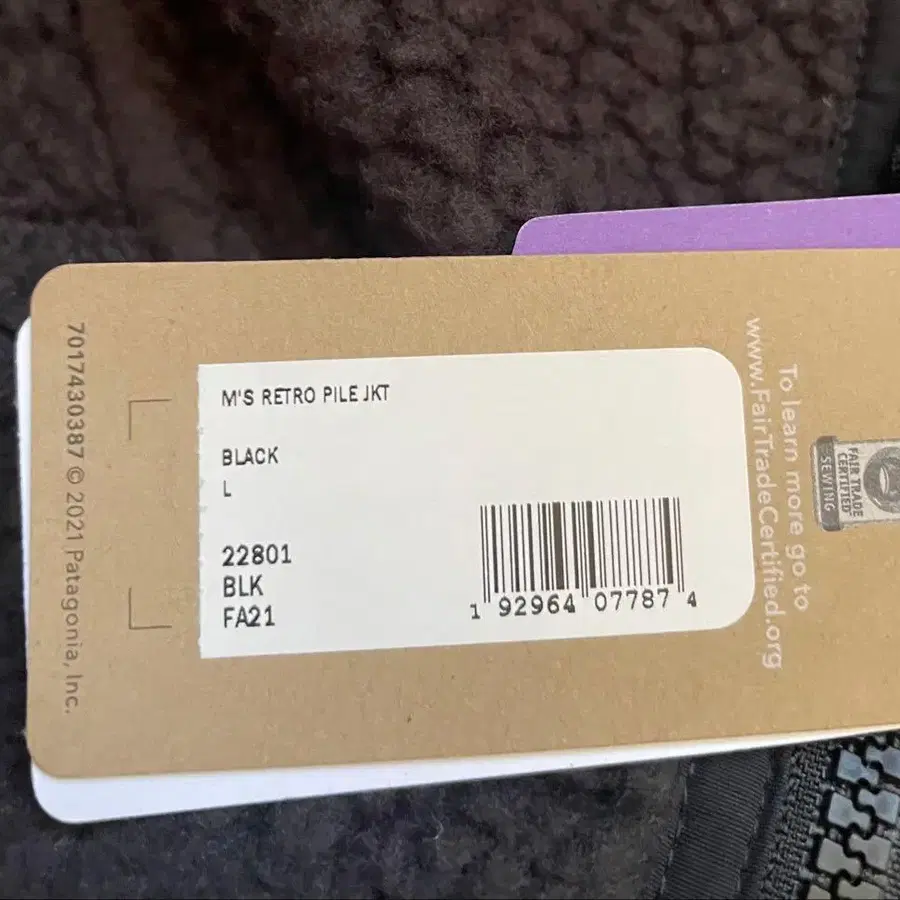 M'S RETRO PILE JKT
BLACK
L
22801
BLK
FA21
1 92964 07787 4
7017430387 © 2021 Patagonia, Inc.
To learn more go to
www.FairTradeCertified.org
FAIR TRADE
CERTIFIED
SEWING